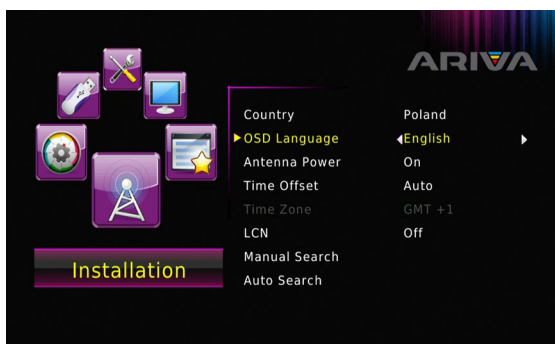 ARIVA
Country Poland
OSD Language English
Antenna Power On
Time Offset Auto
Time Zone GMT +1
LCN Off
Manual Search
Auto Search
Installation